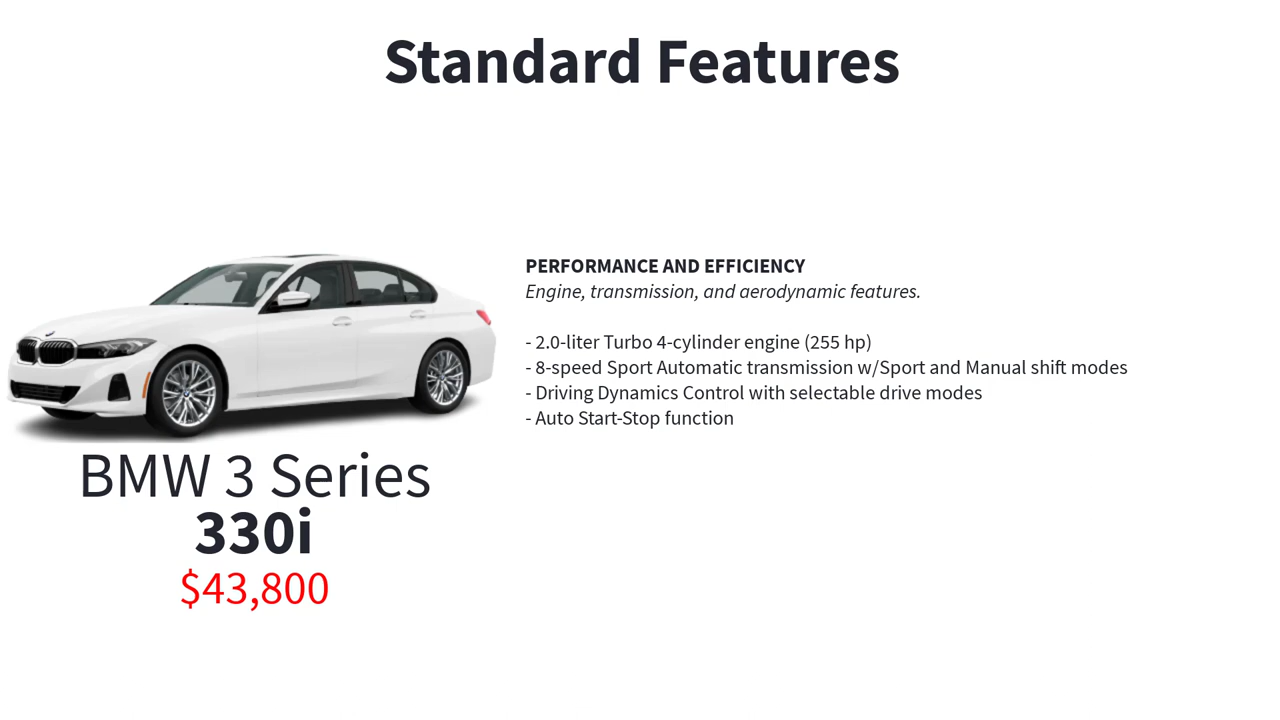 Standard Features
PERFORMANCE AND EFFICIENCY
Engine, transmission, and aerodynamic features.
- 2.0-liter Turbo 4-cylinder engine (255 hp)
- 8-speed Sport Automatic transmission w/Sport and Manual shift modes
- Driving Dynamics Control with selectable drive modes
- Auto Start-Stop function
BMW 3 Series
330i
$43,800